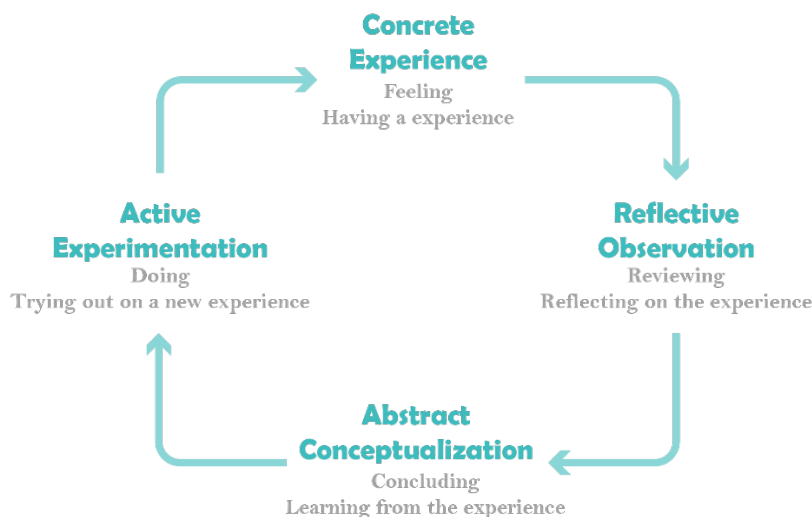 Concrete
Experience
Feeling
Having a experience
Reflective
Observation
Reviewing
Reflecting on the experience
Abstract
Conceptualization
Concluding
Learning from the experience
Active
Experimentation
Doing
Trying out on a new experience